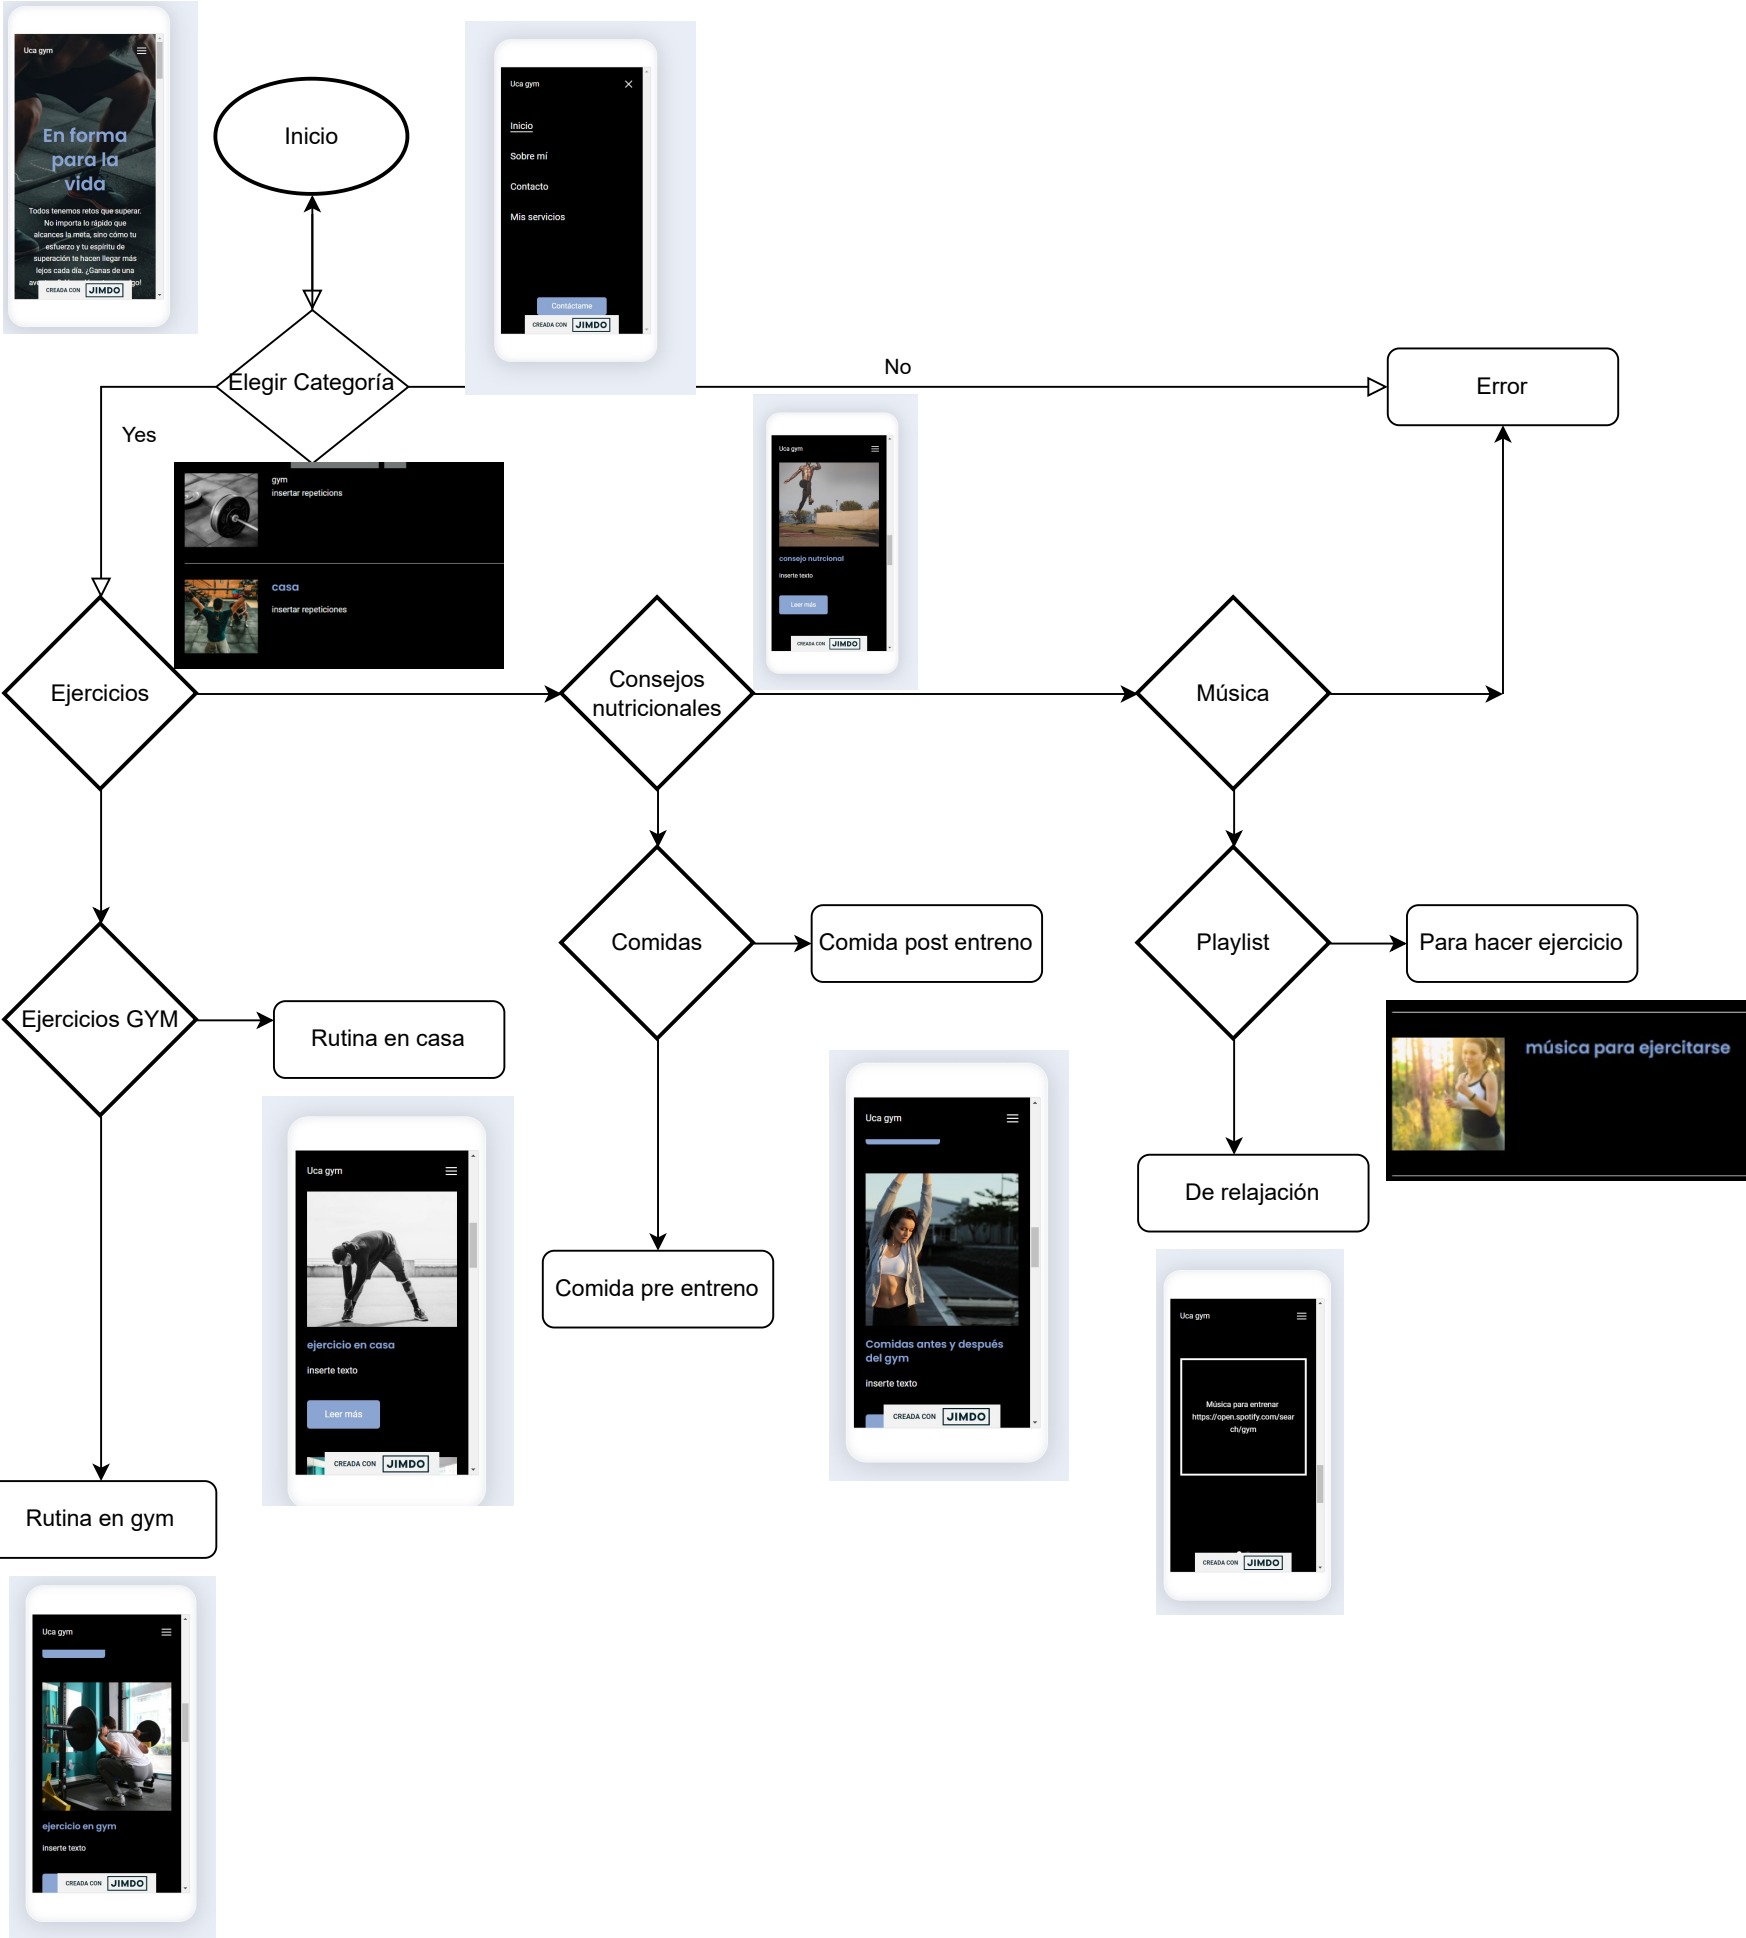 Uca gym
En forma
para la
vida
Todos tenemos retos que superar.
No importa lo rápido que
alcances la meta, sino cómo tu
esfuerzo y tu espíritu de
superación te hacen llegar más
lejos cada día. ¿Ganas de una
CREADA CON JIMDO
Inicio
Uca gym
Inicio
Sobre mí
Contacto
Mis servicios
Contáctame
CREADA CON JIMDO
Elegir Categoría
No
Error
Yes
gym
insertar repeticions
casa
insertar repeticiones
Uca gym
consejo nutrcional
inserte texto
Leer más
CREADA CON JIMDO
Ejercicios
Consejos
nutricionales
Música
Comidas
Comida post entreno
Playlist
Para hacer ejercicio
Ejercicios GYM
Rutina en casa
música para ejercitarse
De relajación
Comida pre entreno
Uca gym
ejercicio en casa
inserte texto
Leer más
CREADA CON JIMDO
Uca gym
Comidas antes y después
del gym
inserte texto
CREADA CON JIMDO
Uca gym
Música para entrenar
https://open.spotify.com/sear
ch/gym
CREADA CON JIMDO
Rutina en gym
Uca gym
ejercicio en gym
inserte texto
CREADA CON JIMDO